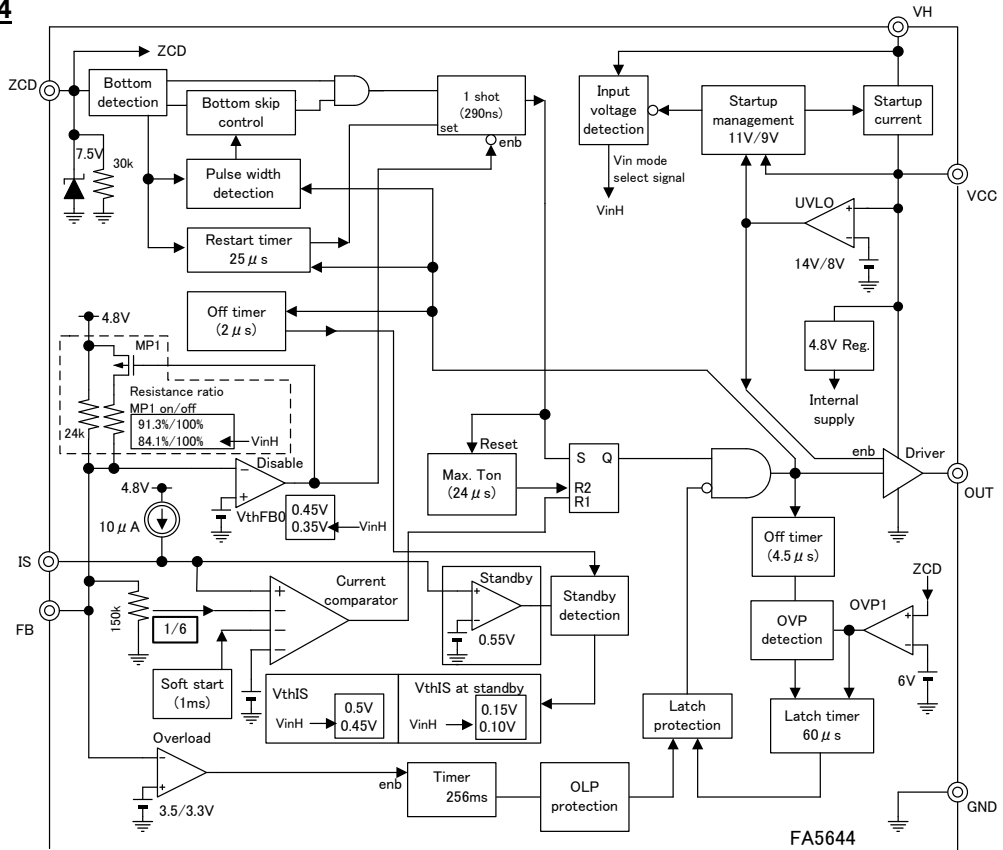 4
VH
ZCD
ZCD
Bottom
detection
Bottom skip
control
1 shot
(290ns)
set
enb
Input
voltage
detection
Startup
management
11V/9V
Startup
current
7.5V
30k
Pulse width
detection
Vin mode
select signal
VinH
VCC
UVLO
+
−
14V/8V
Restart timer
25μs
Off timer
(2μs)
4.8V
MP1
4.8V Reg.
Internal
supply
Resistance ratio
MP1 on/off
91.3%/100%
84.1%/100%
VinH
24k
Disable
−
+
VthFB0
0.45V
0.35V
VinH
Reset
Max. Ton
(24μs)
S Q
R2
R1
enb
Driver
OUT
4.8V
10μA
Off timer
(4.5μs)
IS
FB
150k
1/6
+
−
−
Current
comparator
Standby
+
−
0.55V
Standby
detection
ZCD
OVP1
+
−
6V
OVP
detection
Soft start
(1ms)
VthIS
VinH
0.5V
0.45V
VthIS at standby
VinH
0.15V
0.10V
Latch
protection
Latch timer
60μs
Overload
−
+
3.5/3.3V
enb
Timer
256ms
OLP
protection
GND
FA5644